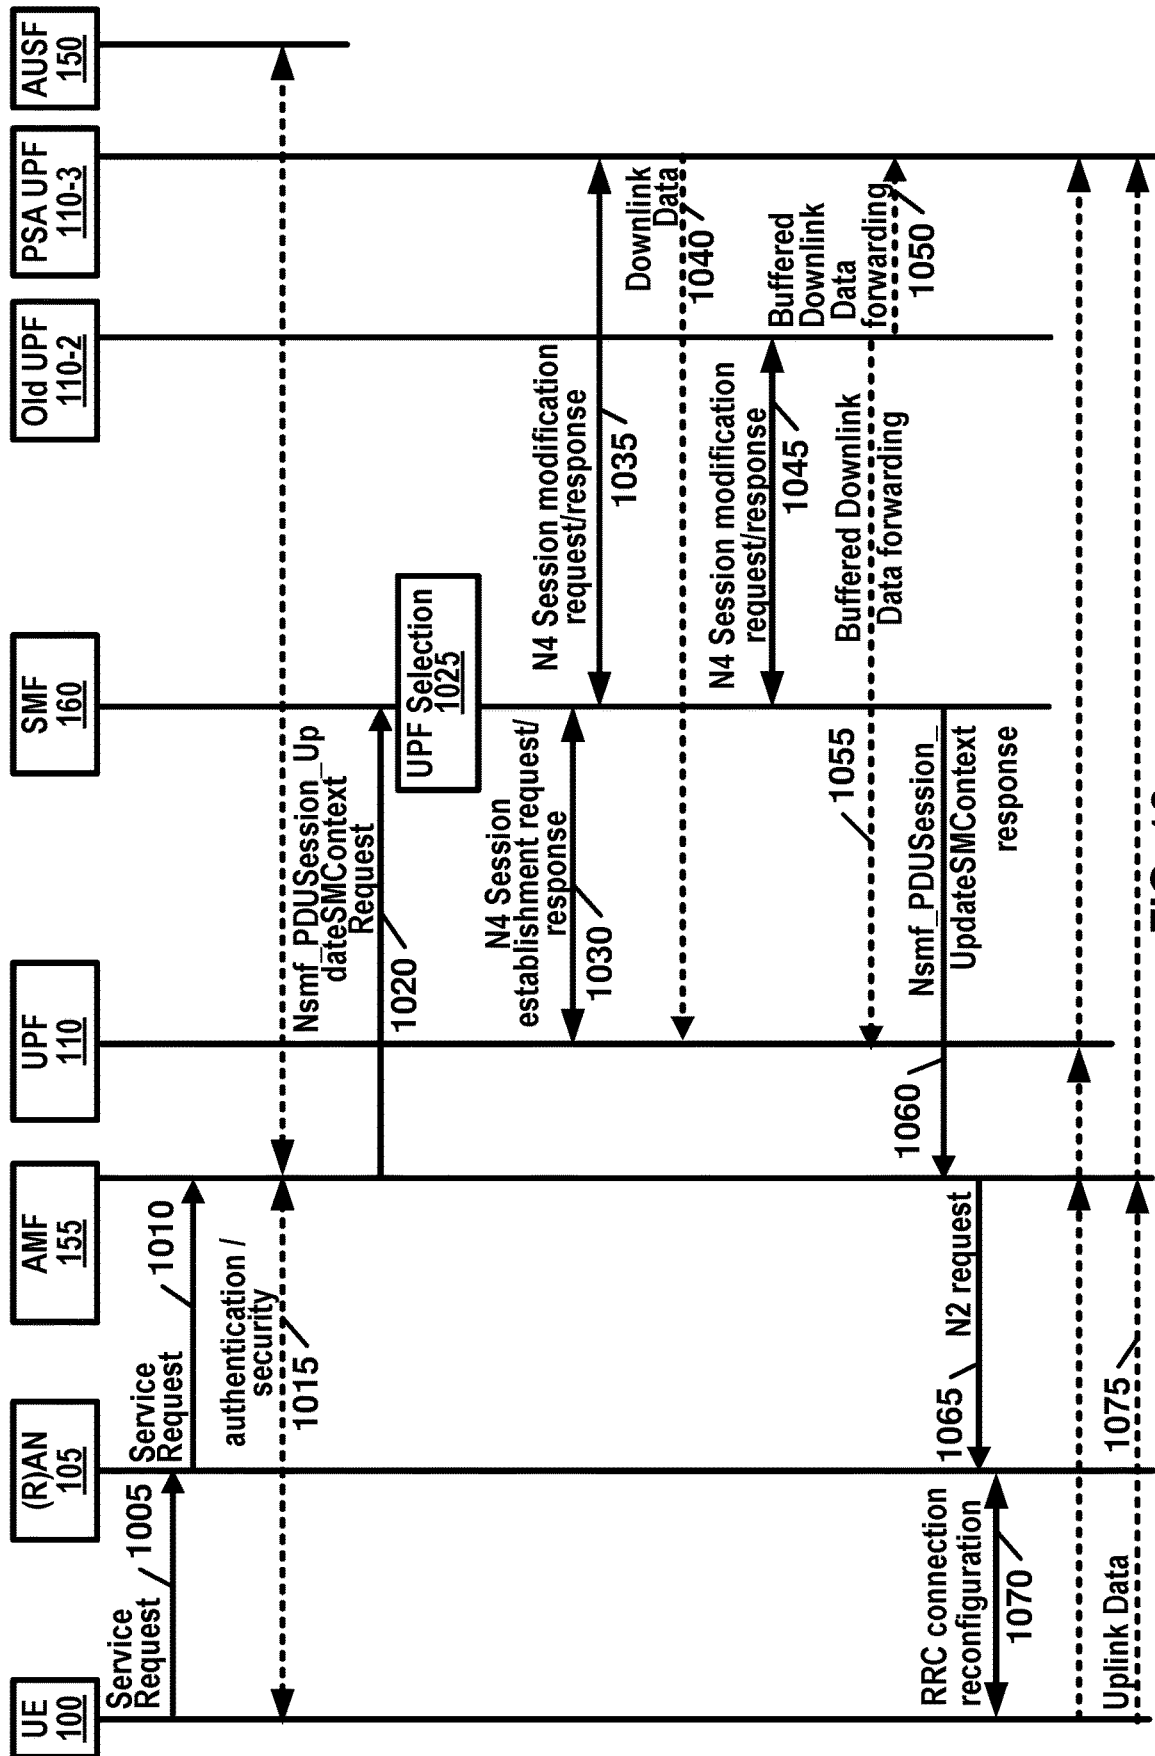 UE
100
(R)AN
105
AMF
155
UPF
110
SMF
160
Old UPF
110-2
PSA UPF
110-3
AUSF
150
Service
Request
1005
Service
Request
1010
authentication /
security
1015
Nsmf_PDUSession_Up
dateSMContext
Request
1020
UPF Selection
1025
N4 Session
establishment request/
response
1030
N4 Session modification
request/response
1035
Downlink
Data
1040
N4 Session modification
request/response
1045
Buffered
Downlink
Data
forwarding
1050
Buffered Downlink
Data forwarding
1055
Nsmf_PDUSession_
UpdateSMContext
response
1060
N2 request
1065
RRC connection
reconfiguration
1070
Uplink Data
1075